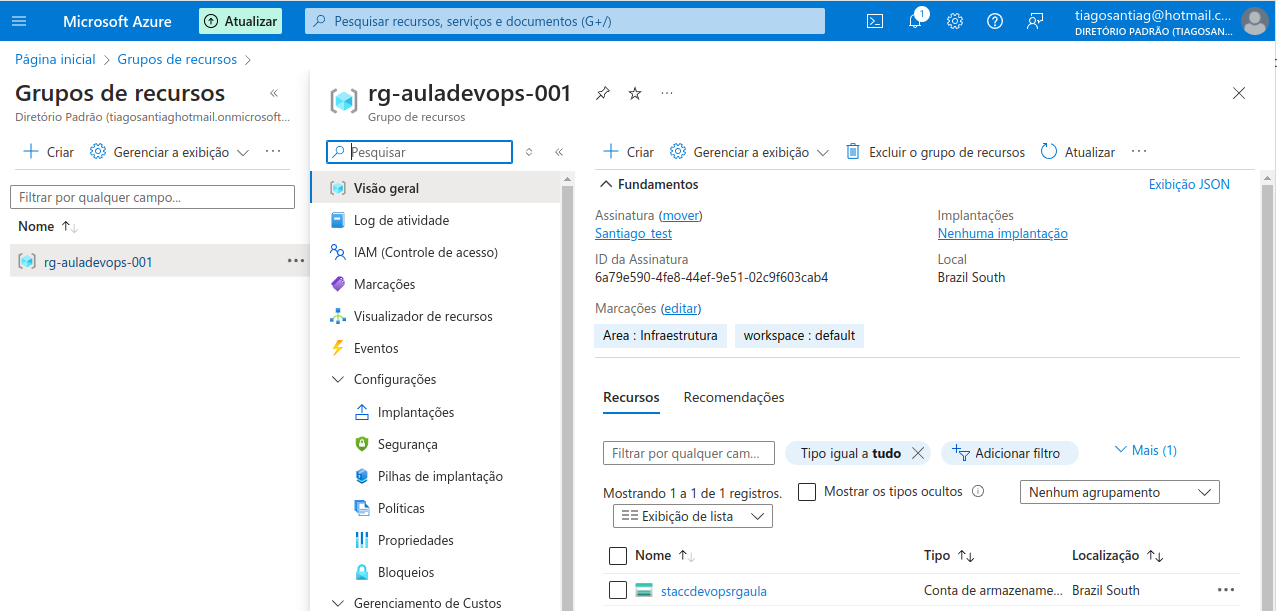 Microsoft Azure
Atualizar
Pesquisar recursos, serviços e documentos (G+/)
1
tiagosantiag@hotmail.c...
DIRETÓRIO PADRÃO (TIAGOSAN...
Página inicial > Grupos de recursos >
Grupos de recursos
«
Diretório Padrão (tiagosantiaghotmail.onmicrosoft...
Criar
Gerenciar a exibição
...
Filtrar por qualquer campo...
Nome ↑↓
rg-auladevops-001
...
rg-auladevops-001
...
Grupo de recursos
Pesquisar
«
Visão geral
Log de atividade
IAM (Controle de acesso)
Marcações
Visualizador de recursos
Eventos
Configurações
Implantações
Segurança
Pilhas de implantação
Políticas
Propriedades
Bloqueios
Gerenciamento de Custos
Criar
Gerenciar a exibição
Excluir o grupo de recursos
Atualizar
...
Fundamentos
Exibição JSON
Assinatura (mover)
Santiago_test
ID da Assinatura
6a79e590-4fe8-44ef-9e51-02c9f603cab4
Implantações
Nenhuma implantação
Local
Brazil South
Marcações (editar)
Area : Infraestrutura
workspace : default
Recursos
Recomendações
Filtrar por qualquer cam...
Tipo igual a tudo
Adicionar filtro
Mais (1)
Mostrando 1 a 1 de 1 registros.
Mostrar os tipos ocultos
Nenhum agrupamento
Exibição de lista
Nome ↑↓
Tipo ↑↓
Localização ↑↓
staccdevopsrgaula
Conta de armazename...
Brazil South
...